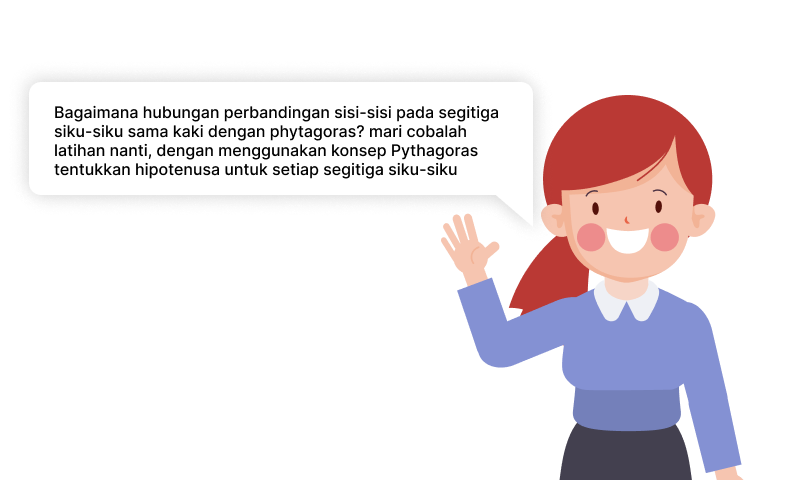 Bagaimana hubungan perbandingan sisi-sisi pada segitiga
siku-siku sama kaki dengan phytagoras? mari cobalah
latihan nanti, dengan menggunakan konsep Pythagoras
tentukkan hipotenusa untuk setiap segitiga siku-siku